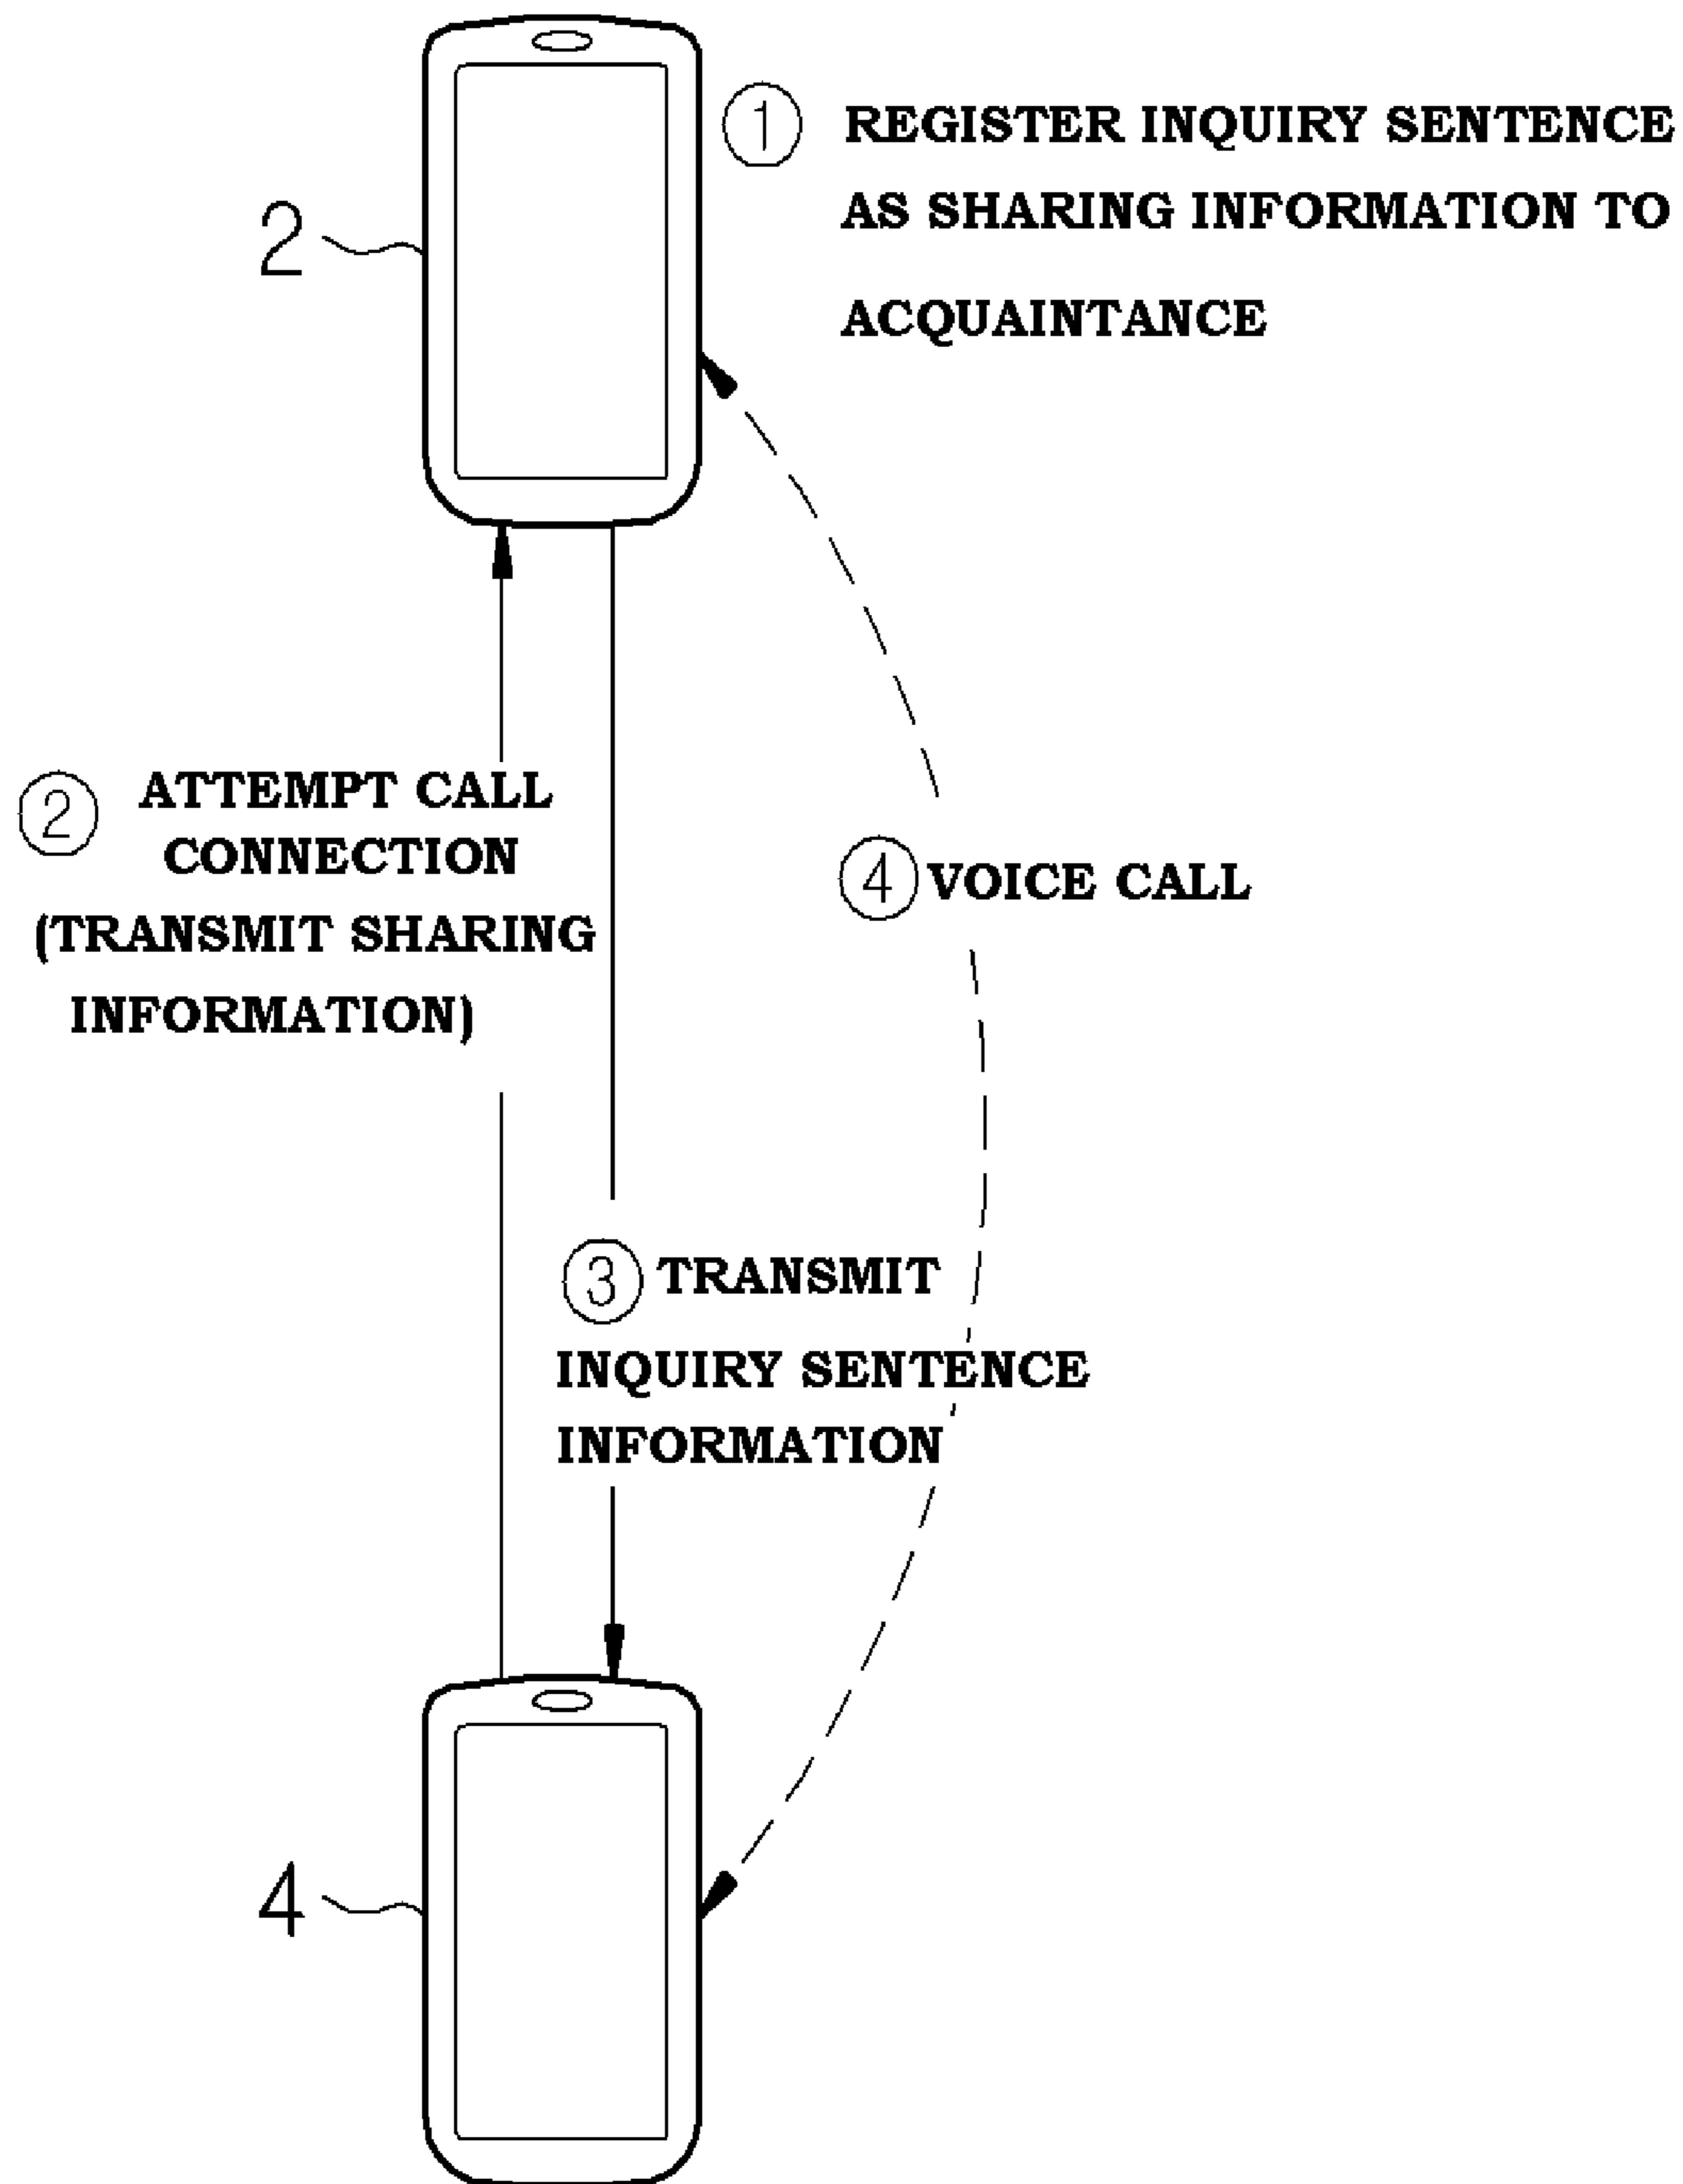 ① REGISTER INQUIRY SENTENCE
AS SHARING INFORMATION TO
ACQUAINTANCE
2
② ATTEMPT CALL
CONNECTION
(TRANSMIT SHARING
INFORMATION)
④ VOICE CALL
③ TRANSMIT
INQUIRY SENTENCE
INFORMATION
4